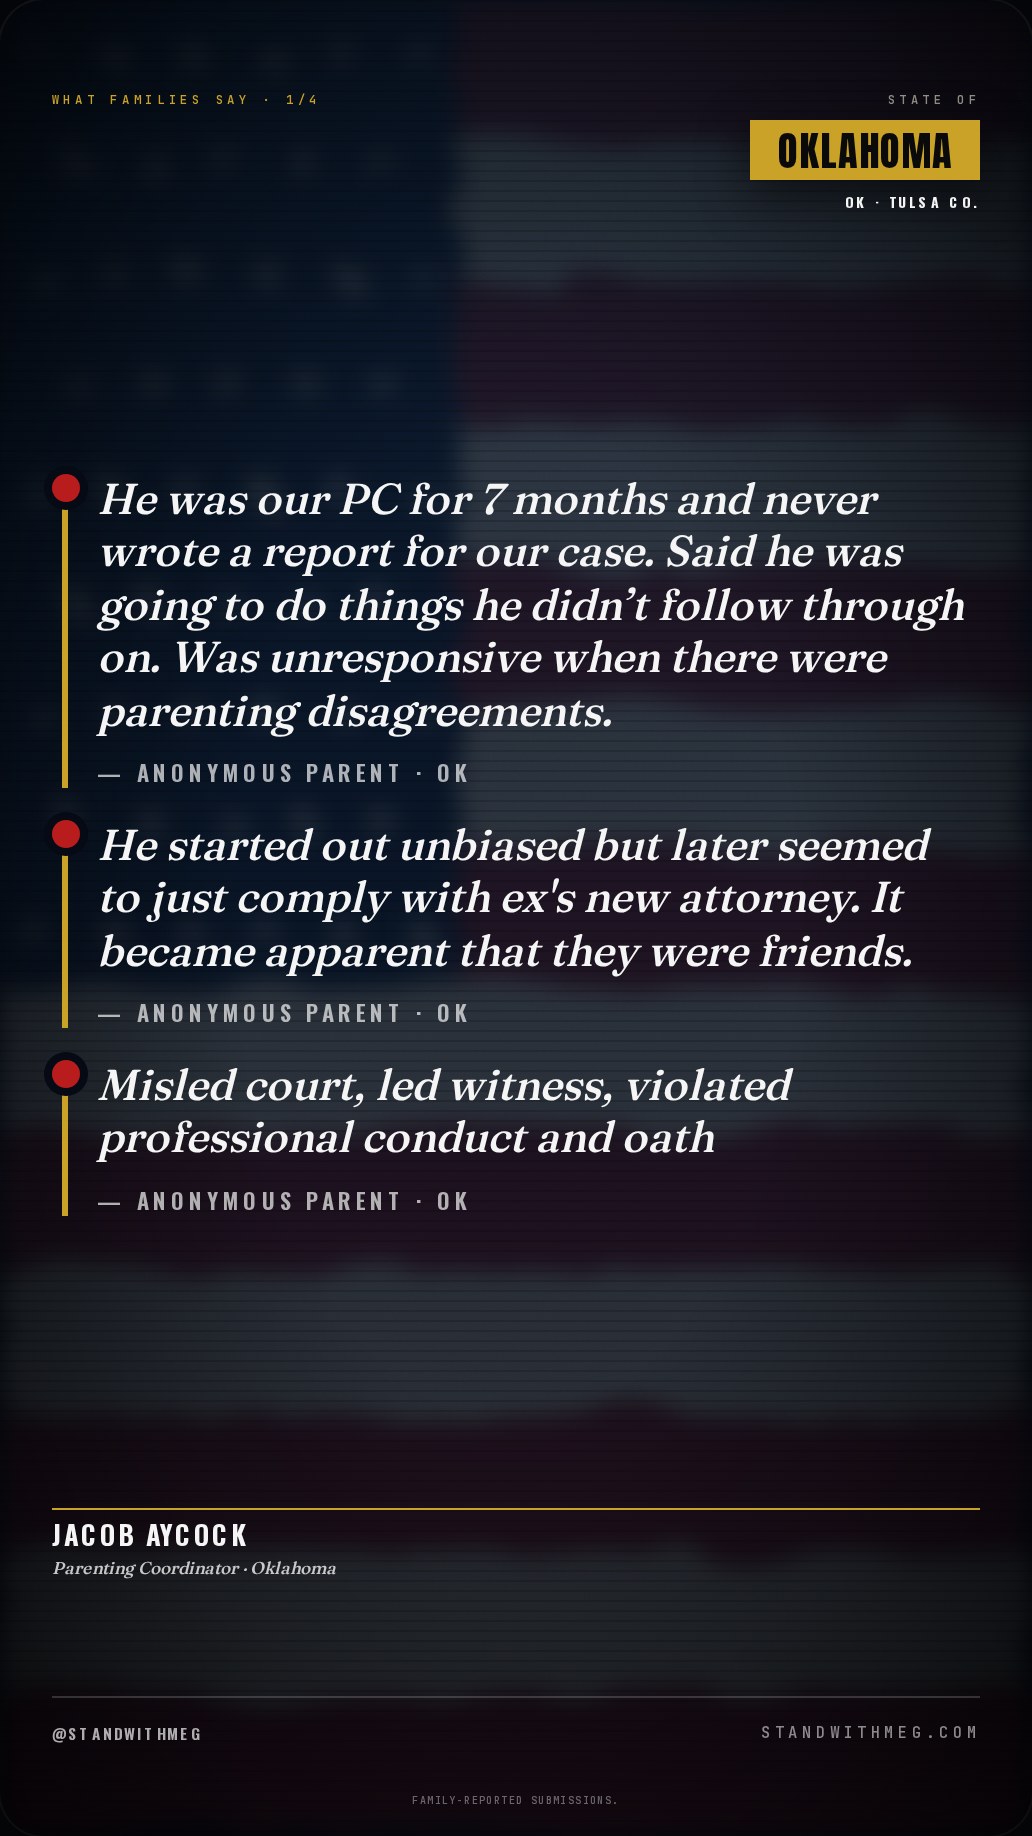 WHAT FAMILIES SAY · 1/4
STATE OF
OKLAHOMA
OK · TULSA CO.
He was our PC for 7 months and never
wrote a report for our case. Said he was
going to do things he didn’t follow through
on. Was unresponsive when there were
parenting disagreements.
— ANONYMOUS PARENT · OK
He started out unbiased but later seemed
to just comply with ex's new attorney. It
became apparent that they were friends.
— ANONYMOUS PARENT · OK
Misled court, led witness, violated
professional conduct and oath
— ANONYMOUS PARENT · OK
JACOB AYCOCK
Parenting Coordinator · Oklahoma
@STANDWITHMEG
STANDWITHMEG.COM
FAMILY-REPORTED SUBMISSIONS.